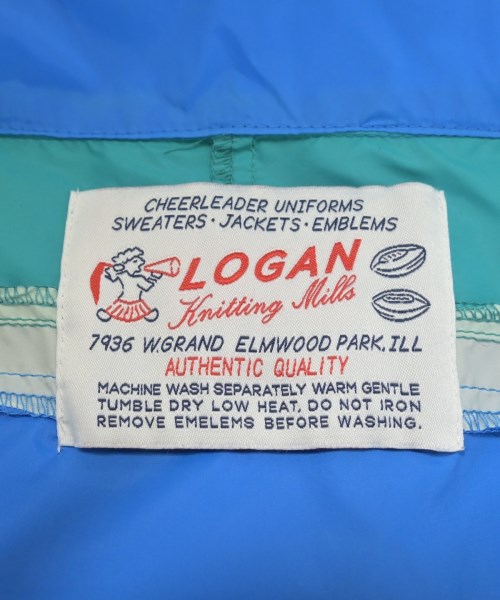 CHEERLEADER UNIFORMS
SWEATERS · JACKETS · EMBLEMS
LOGAN
Knitting Mills
7936 W. GRAND ELMWOOD PARK, ILL
AUTHENTIC QUALITY
MACHINE WASH SEPARATELY WARM GENTLE
TUMBLE DRY LOW HEAT, DO NOT IRON
REMOVE EMELEMS BEFORE WASHING.